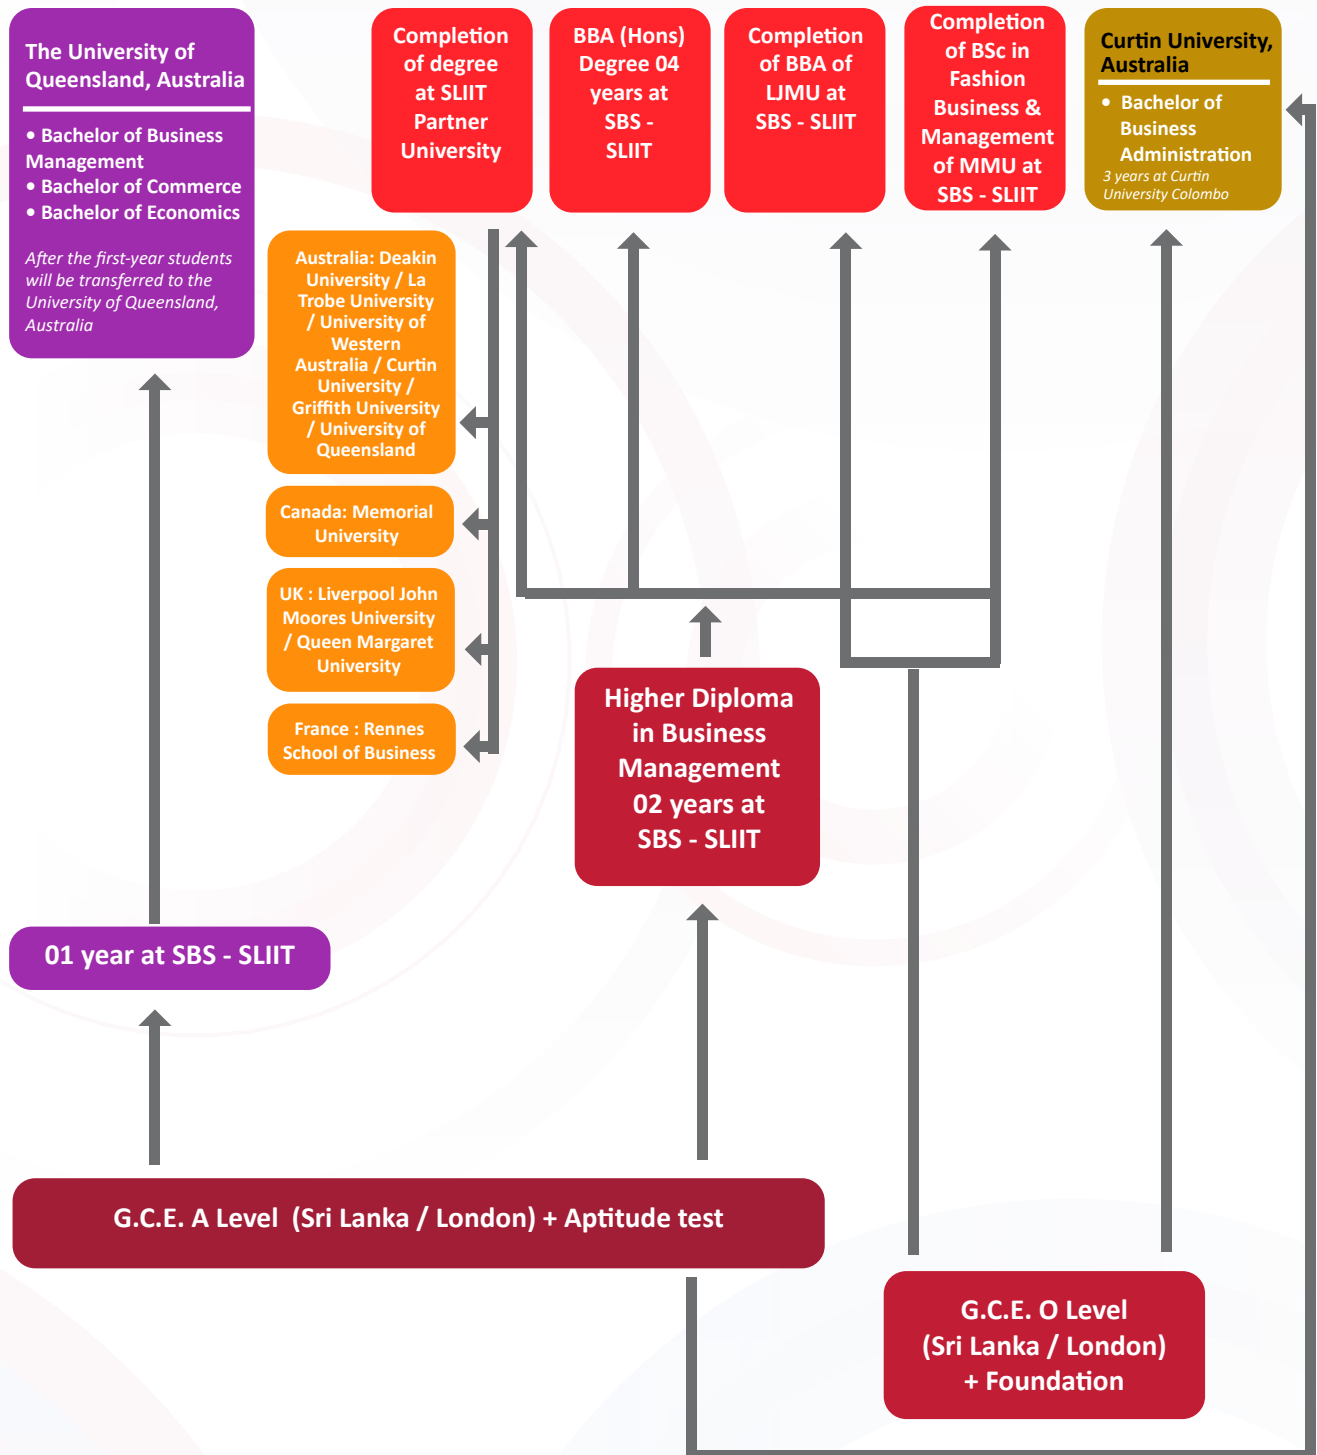 The University of
Queensland, Australia
• Bachelor of Business
Management
• Bachelor of Commerce
• Bachelor of Economics
After the first-year students
will be transferred to the
University of Queensland,
Australia
Completion
of degree
at SLIIT
Partner
University
BBA (Hons)
Degree 04
years at
SBS -
SLIIT
Completion
of BBA of
LJMU at
SBS - SLIIT
Completion
of BSc in
Fashion
Business &
Management
of MMU at
SBS - SLIIT
Curtin University,
Australia
• Bachelor of
Business
Administration
3 years at Curtin
University Colombo
Australia: Deakin
University / La
Trobe University
/ University of
Western
Australia / Curtin
University /
Griffith University
/ University of
Queensland
Canada: Memorial
University
UK : Liverpool John
Moores University
/ Queen Margaret
University
France : Rennes
School of Business
Higher Diploma
in Business
Management
02 years at
SBS - SLIIT
01 year at SBS - SLIIT
G.C.E. A Level (Sri Lanka / London) + Aptitude test
G.C.E. O Level
(Sri Lanka / London)
+ Foundation